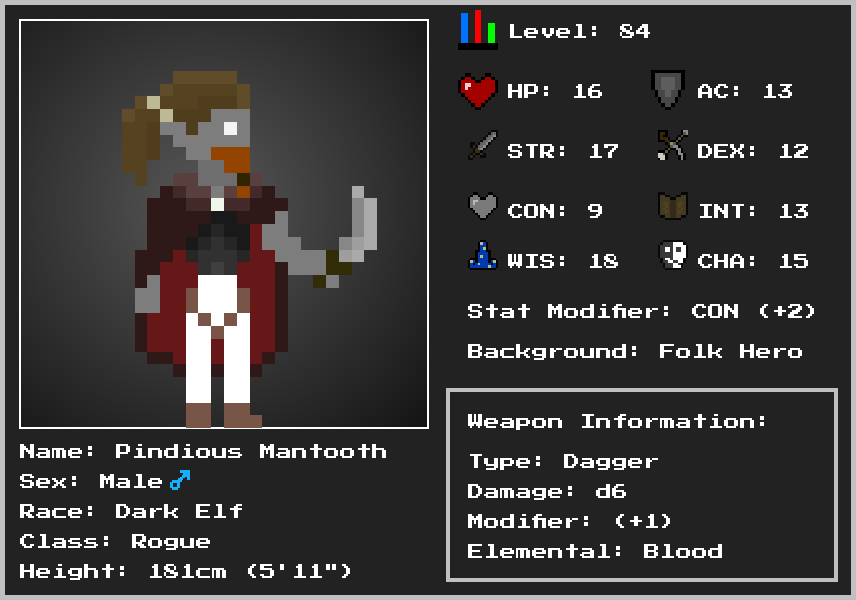 Level: 84
HP: 16 AC: 13
STR: 17 DEX: 12
CON: 9 INT: 13
WIS: 18 CHA: 15
Stat Modifier: CON (+2)
Background: Folk Hero
Weapon Information:
Type: Dagger
Damage: d6
Modifier: (+1)
Elemental: Blood
Name: Pindious Mantooth
Sex: Male♂
Race: Dark Elf
Class: Rogue
Height: 181cm (5'11")